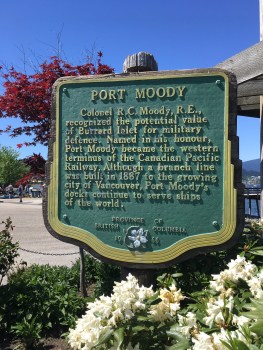 PORT MOODY
Colonel R.C. Moody, R.E.,
recognized the potential value
of Burrard Inlet for military
defence. Named in his honour,
Port Moody became the western
terminus of the Canadian Pacific
Railway. Although a branch line
was built in 1887 to the growing
city of Vancouver, Port Moody's
docks continue to serve ships
of the world.
PROVINCE OF
BRITISH COLUMBIA
19 66